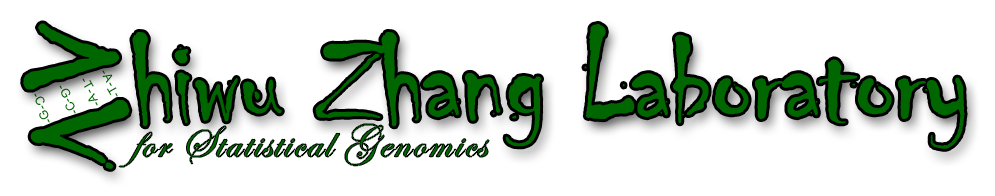 Zhiwu Zhang Laboratory
for Statistical Genomics
-G-C-
-C-G-
-A-T-
-T-A-